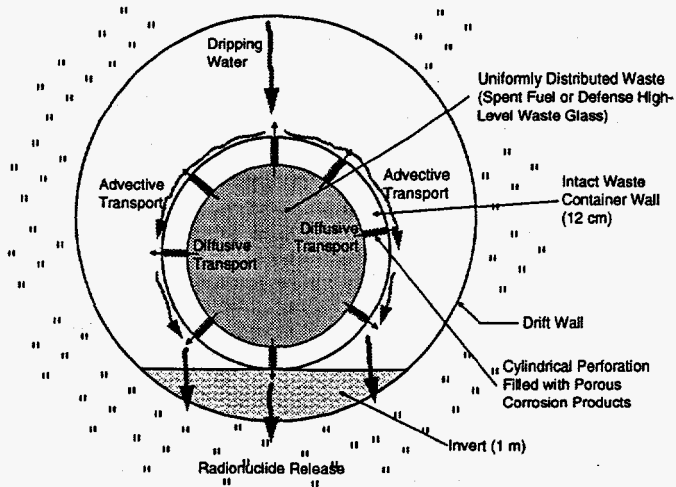 Dripping
Water
Uniformly Distributed Waste
(Spent Fuel or Defense High-
Level Waste Glass)
Advective
Transport
Advective
Transport
Intact Waste
Container Wall
(12 cm)
Diffusive
Transport
Diffusive
Transport
Drift Wall
Cylindrical Perforation
Filled with Porous
Corrosion Products
Invert (1 m)
Radionuclide Release